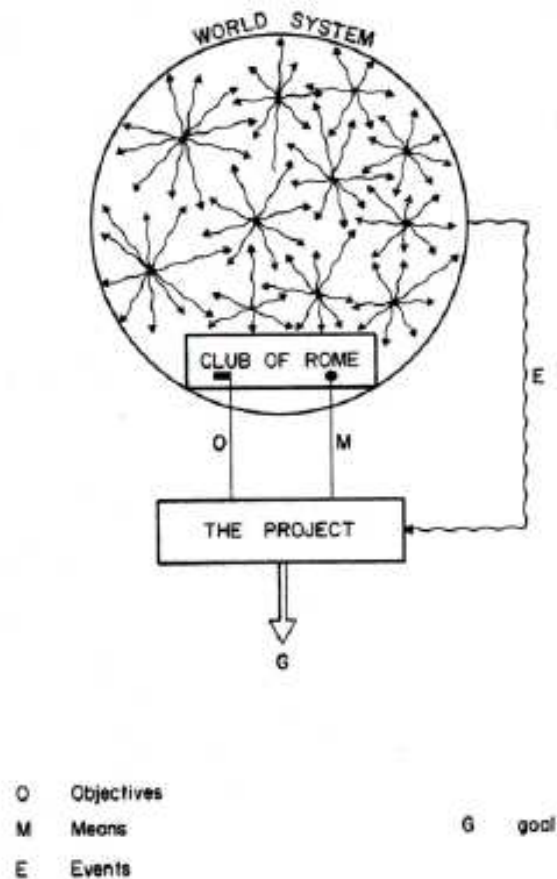 WORLD SYSTEM
CLUB OF ROME
E
O M
THE PROJECT
G
O Objectives
M Means G goal
E Events